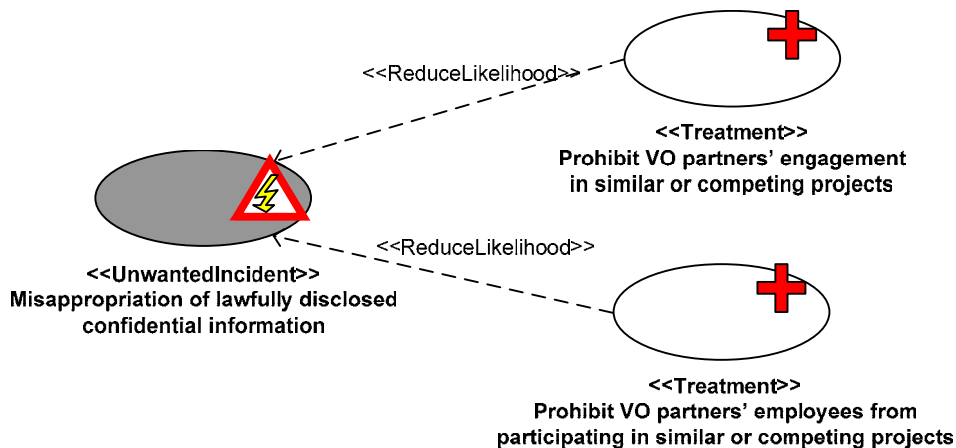 <<ReduceLikelihood>>
<<Treatment>>
Prohibit VO partners’ engagement
in similar or competing projects
<<ReduceLikelihood>>
<<UnwantedIncident>>
Misappropriation of lawfully disclosed
confidential information
<<Treatment>>
Prohibit VO partners’ employees from
participating in similar or competing projects